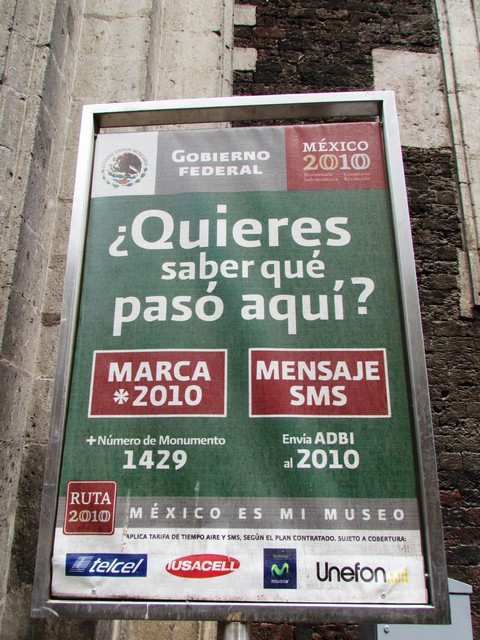 GOBIERNO
FEDERAL
MÉXICO
2010
¿Quieres
saber qué
pasó aquí?
MARCA
*2010
MENSAJE
SMS
+Número de Monumento
1429
Envía ADBI
al 2010
RUTA
2010
MÉXICO ES MI MUSEO
APLICA TARIFA DE TIEMPO AIRE Y SMS, SEGÚN EL PLAN CONTRATADO. SUJETO A COBERTURA:
telcel
IUSACELL
movistar
Unefon